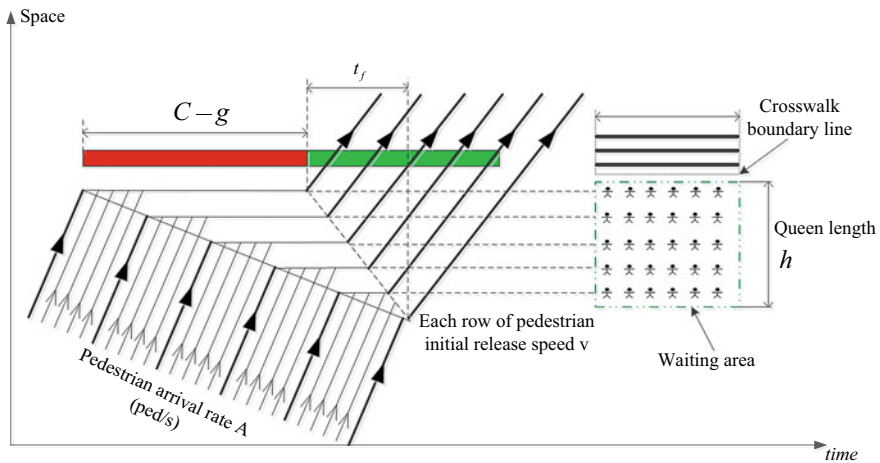 Space
t_f
C – g
Crosswalk
boundary line
Queen length
h
Each row of pedestrian
initial release speed v
Waiting area
Pedestrian arrival rate A
(ped/s)
time